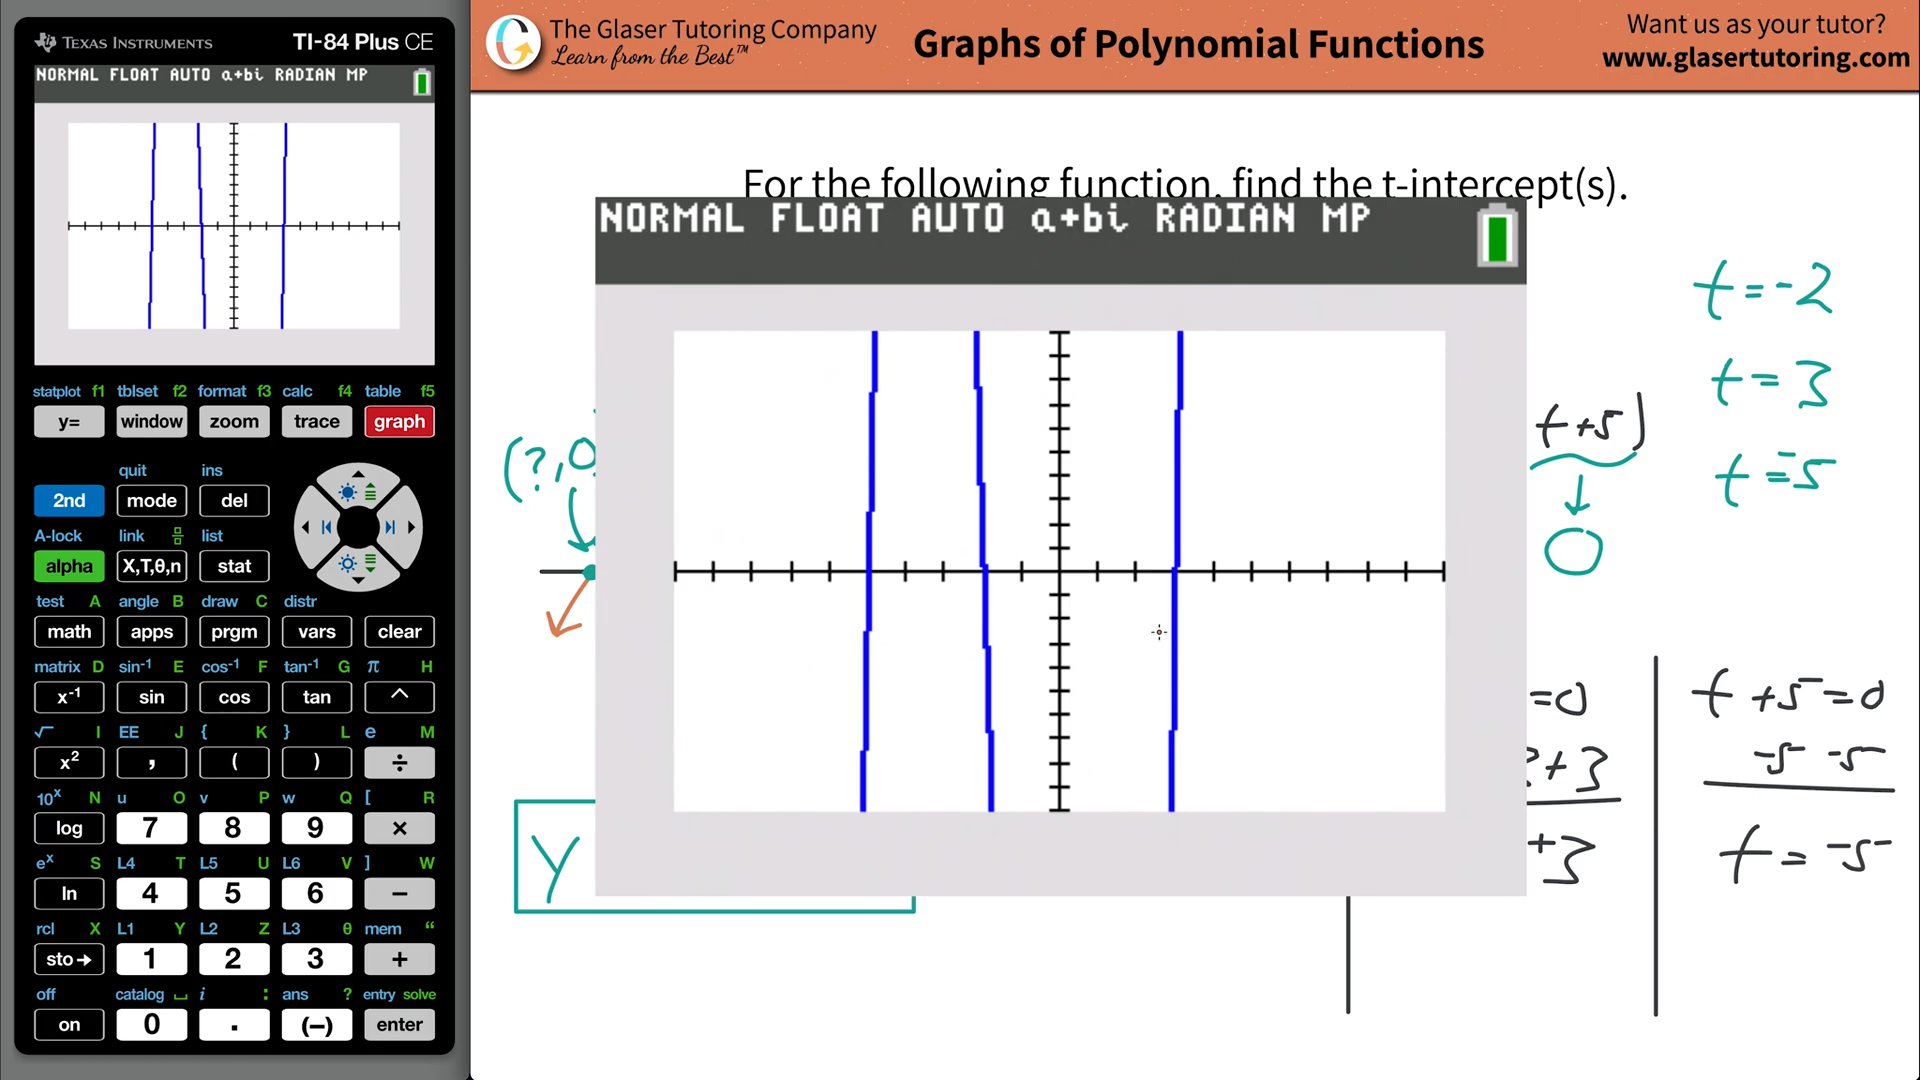 TEXAS INSTRUMENTS TI-84 Plus CE
NORMAL FLOAT AUTO a+bi RADIAN MP
statplot f1 tblset f2 format f3 calc f4 table f5
y= window zoom trace graph
quit ins
2nd mode del
A-lock link list
alpha X,T,θ,n stat
test A angle B draw C distr
math apps prgm vars clear
matrix D sin⁻¹ E cos⁻¹ F tan⁻¹ G π H
x⁻¹ sin cos tan ^
√ I EE J { K } L e M
x² , ( ) ÷
10ˣ N u O v P w Q [ R
log 7 8 9 ×
eˣ S L4 T L5 U L6 V ] W
ln 4 5 6 −
rcl X L1 Y L2 Z L3 θ mem “
sto→ 1 2 3 +
off catalog ⎵ i : ans ? entry solve
on 0 . (−) enter
The Glaser Tutoring Company
Learn from the Best™
Graphs of Polynomial Functions
Want us as your tutor?
www.glasertutoring.com
For the following function, find the t-intercept(s).
NORMAL FLOAT AUTO a+bi RADIAN MP
t = -2
t = 3
t = -5
(?,0
t+5)
0
y
=0
+3
+3
t +5=0
-5 -5
t = -5